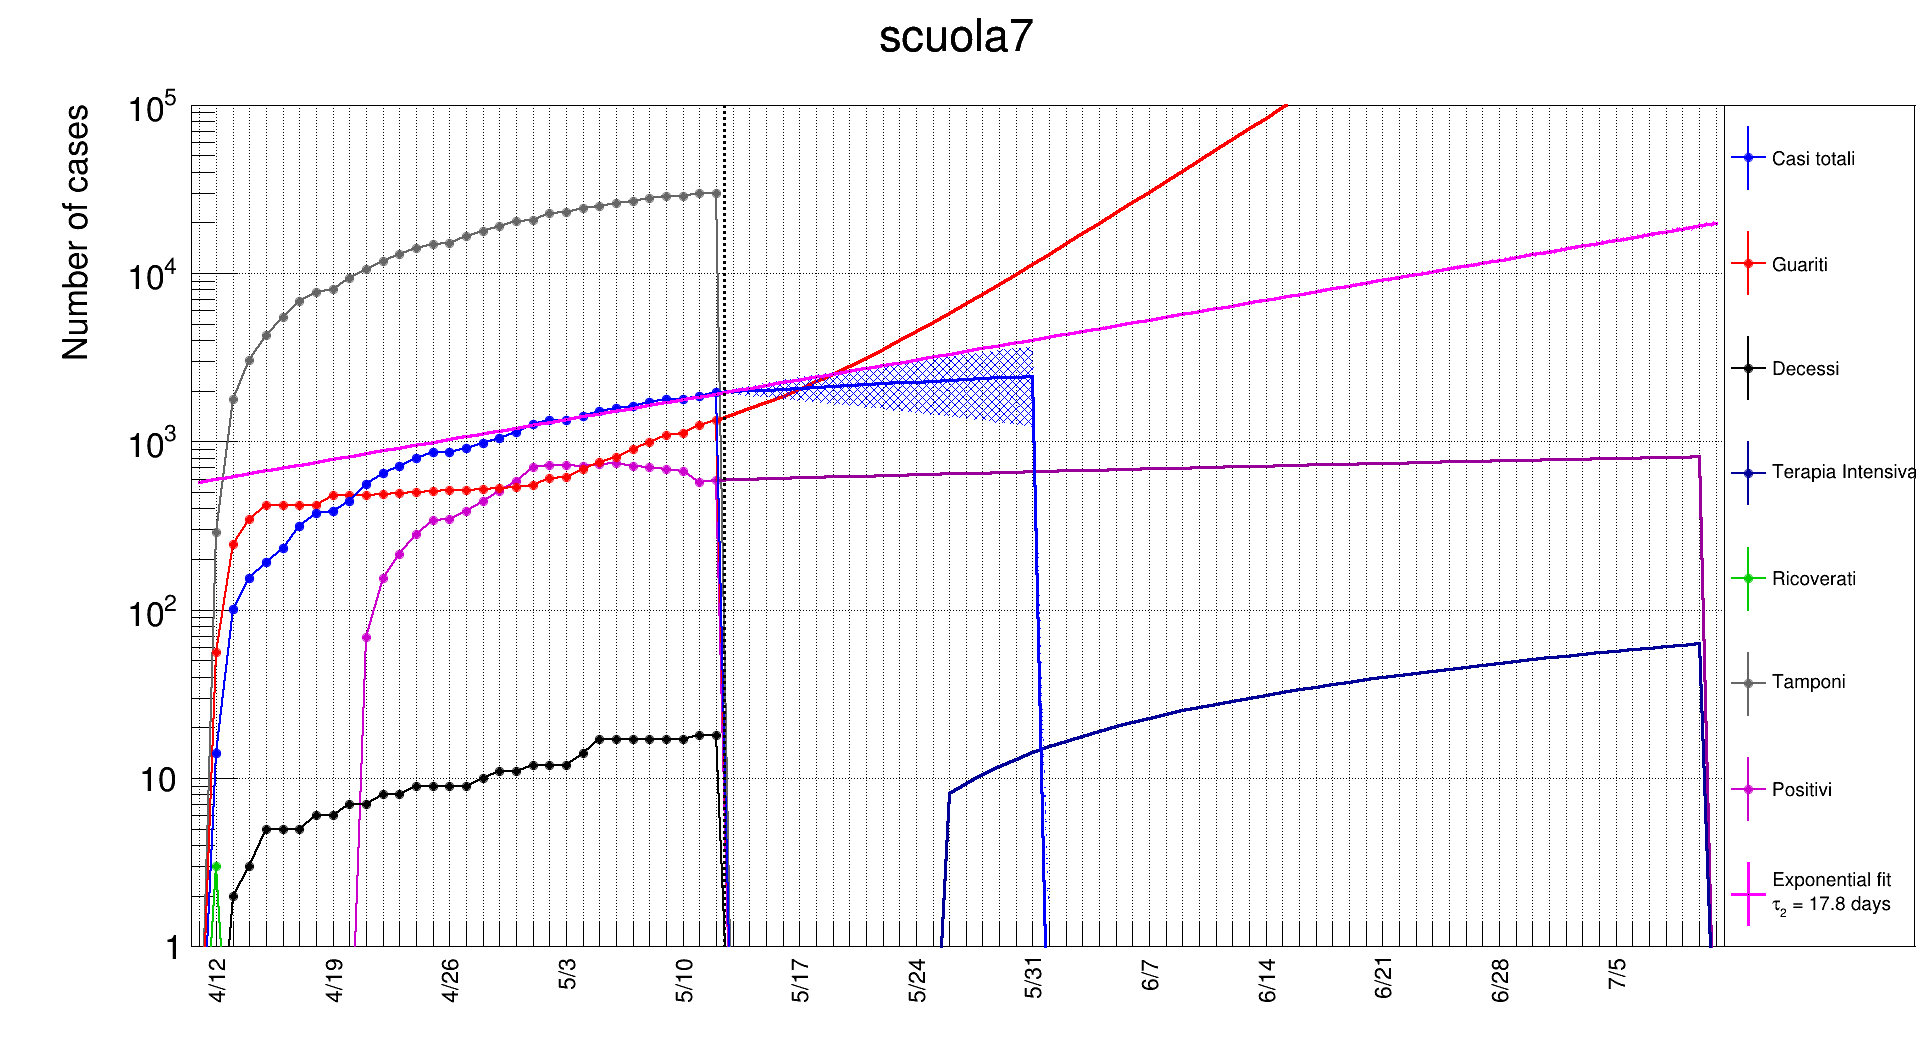 scuola7
Number of cases
10^5
10^4
10^3
10^2
10
1
4/12
4/19
4/26
5/3
5/10
5/17
5/24
5/31
6/7
6/14
6/21
6/28
7/5
Casi totali
Guariti
Decessi
Terapia Intensiva
Ricoverati
Tamponi
Positivi
Exponential fit
τ_2 = 17.8 days